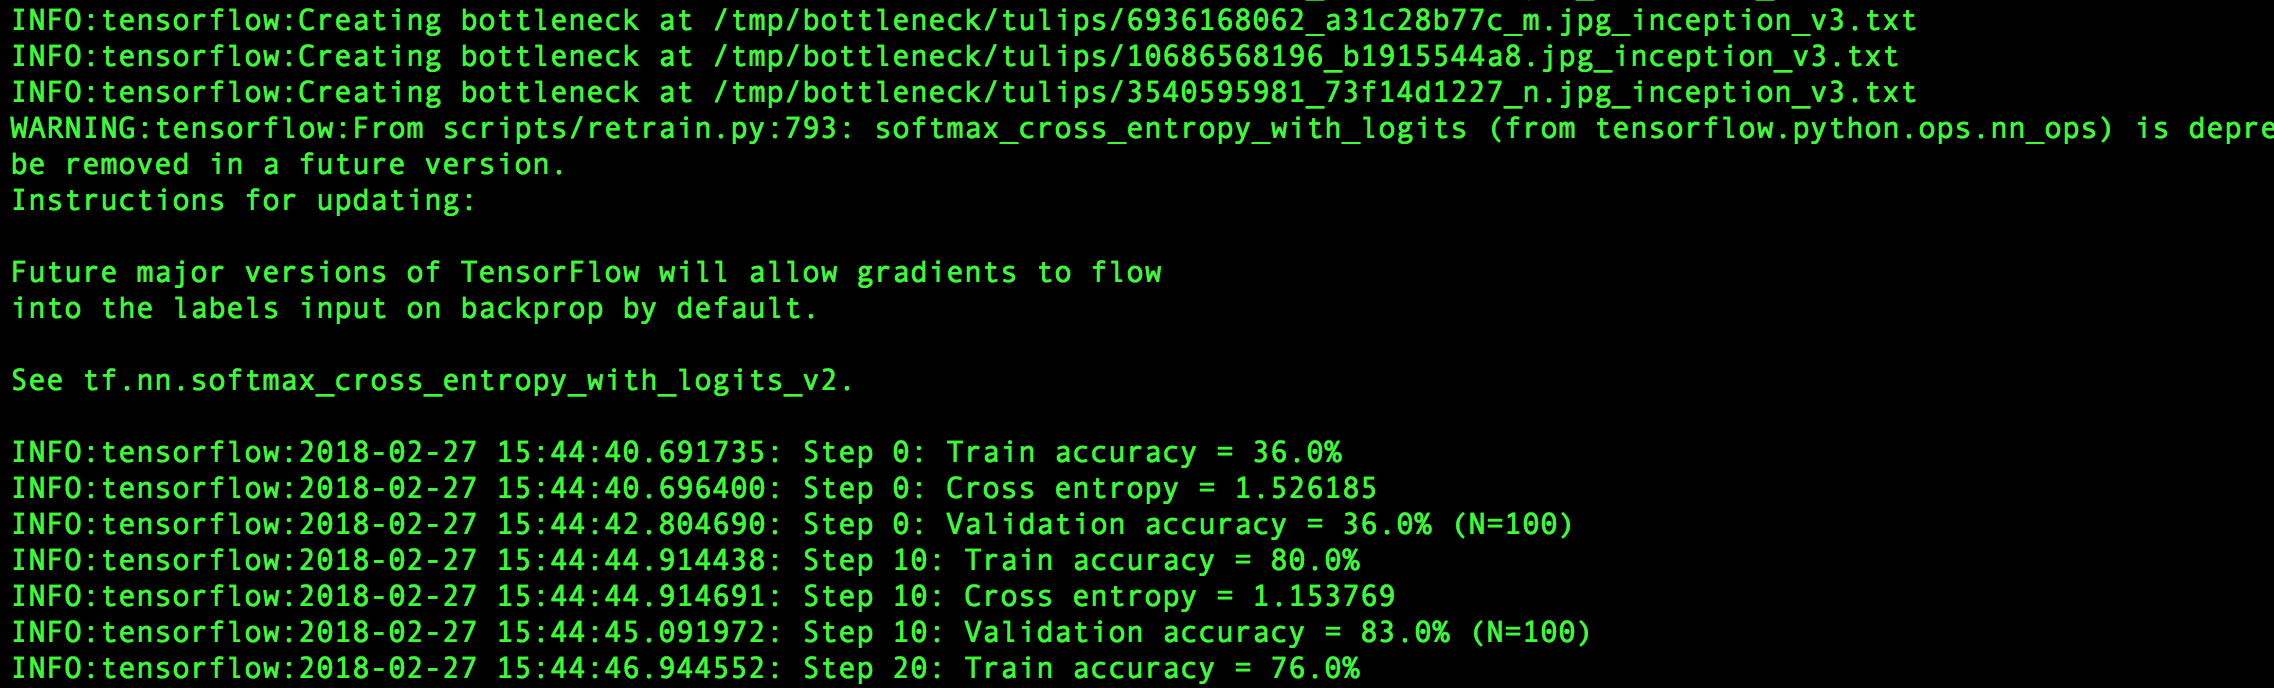 INFO:tensorflow:Creating bottleneck at /tmp/bottleneck/tulips/6936168062_a31c28b77c_m.jpg_inception_v3.txt
INFO:tensorflow:Creating bottleneck at /tmp/bottleneck/tulips/10686568196_b1915544a8.jpg_inception_v3.txt
INFO:tensorflow:Creating bottleneck at /tmp/bottleneck/tulips/3540595981_73f14d1227_n.jpg_inception_v3.txt
WARNING:tensorflow:From scripts/retrain.py:793: softmax_cross_entropy_with_logits (from tensorflow.python.ops.nn_ops) is depre
be removed in a future version.
Instructions for updating:
Future major versions of TensorFlow will allow gradients to flow
into the labels input on backprop by default.
See tf.nn.softmax_cross_entropy_with_logits_v2.
INFO:tensorflow:2018-02-27 15:44:40.691735: Step 0: Train accuracy = 36.0%
INFO:tensorflow:2018-02-27 15:44:40.696400: Step 0: Cross entropy = 1.526185
INFO:tensorflow:2018-02-27 15:44:42.804690: Step 0: Validation accuracy = 36.0% (N=100)
INFO:tensorflow:2018-02-27 15:44:44.914438: Step 10: Train accuracy = 80.0%
INFO:tensorflow:2018-02-27 15:44:44.914691: Step 10: Cross entropy = 1.153769
INFO:tensorflow:2018-02-27 15:44:45.091972: Step 10: Validation accuracy = 83.0% (N=100)
INFO:tensorflow:2018-02-27 15:44:46.944552: Step 20: Train accuracy = 76.0%